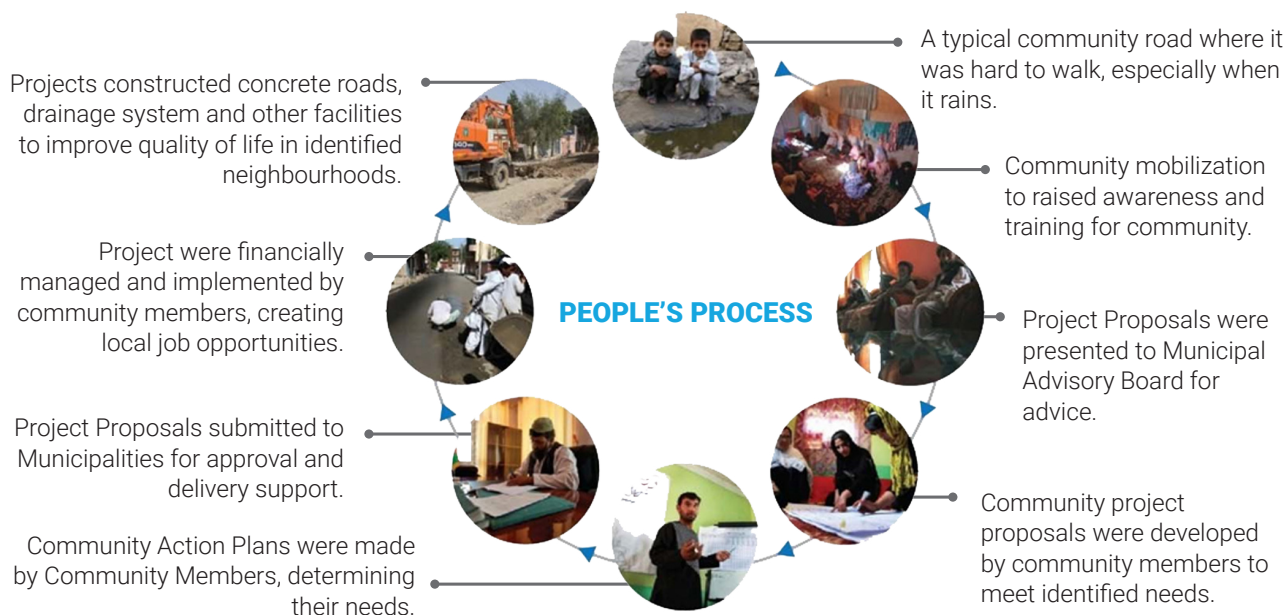 A typical community road where it
was hard to walk, especially when
it rains.
Community mobilization
to raised awareness and
training for community.
Project Proposals were
presented to Municipal
Advisory Board for
advice.
Community project
proposals were developed
by community members to
meet identified needs.
Community Action Plans were made
by Community Members, determining
their needs.
Project Proposals submitted to
Municipalities for approval and
delivery support.
Project were financially
managed and implemented by
community members, creating
local job opportunities.
Projects constructed concrete roads,
drainage system and other facilities
to improve quality of life in identified
neighbourhoods.
PEOPLE'S PROCESS